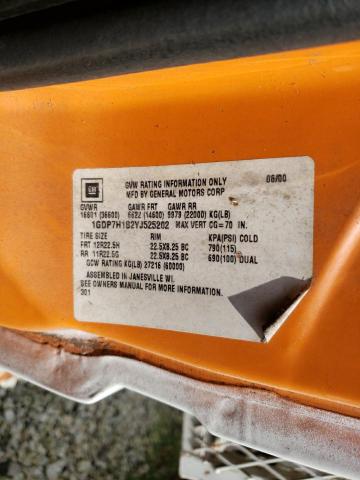 GVW RATING INFORMATION ONLY 06/00
MFD BY GENERAL MOTORS CORP
GM
GVWR GAWR FRT GAWR RR
16601 (36600) 6622 (14600) 9979 (22000) KG(LB)
1GDP7H1S2YJ525202 MAX VERT CG= 70 IN.
TIRE SIZE RIM KPA(PSI) COLD
FRT 12R22.5H 22.5X8.25 BC 790(115)
RR 11R22.5G 22.5X8.25 BC 690(100) DUAL
GCW RATING KG(LB) 27216 (60000)
ASSEMBLED IN JANESVILLE WI.
SEE OWNERS MANUAL FOR MORE INFORMATION.
301